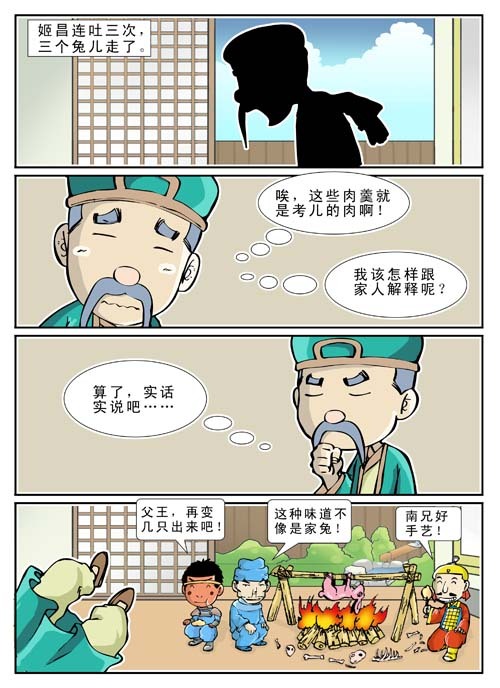 姬昌连吐三次，
三个兔儿走了。
唉，这些肉羹就
是考儿的肉啊！
我该怎样跟
家人解释呢？
算了，实话
实说吧……
父王，再变
几只出来吧！
这种味道不
像是家兔！
南兄好
手艺！